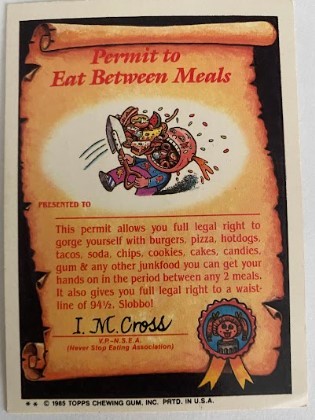 Permit to
Eat Between Meals
PRESENTED TO
This permit allows you full legal right to
gorge yourself with burgers, pizza, hotdogs,
tacos, soda, chips, cookies, cakes, candies,
gum & any other junkfood you can get your
hands on in the period between any 2 meals.
It also gives you full legal right to a waist-
line of 94½, Slobbo!
I. M. Cross
V.P.-N.S.E.A.
(Never Stop Eating Association)
** © 1985 TOPPS CHEWING GUM, INC. PRTD. IN U.S.A.